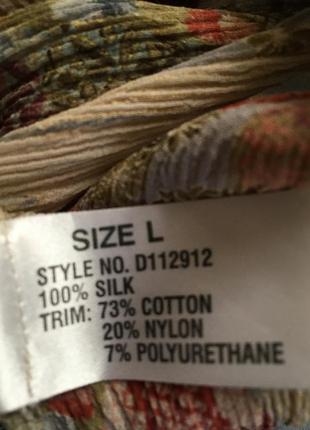 SIZE L
STYLE NO. D112912
100% SILK
TRIM: 73% COTTON
20% NYLON
7% POLYURETHANE